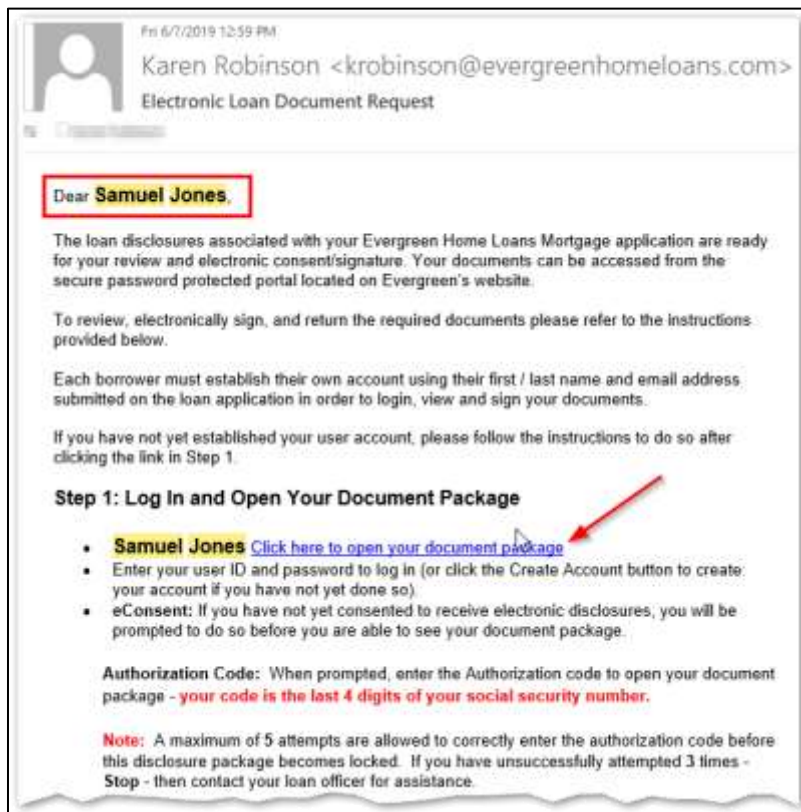 Fri 6/7/2019 12:59 PM
Karen Robinson <krobinson@evergreenhomeloans.com>
Electronic Loan Document Request
Dear Samuel Jones,
The loan disclosures associated with your Evergreen Home Loans Mortgage application are ready
for your review and electronic consent/signature. Your documents can be accessed from the
secure password protected portal located on Evergreen's website.
To review, electronically sign, and return the required documents please refer to the instructions
provided below.
Each borrower must establish their own account using their first / last name and email address
submitted on the loan application in order to login, view and sign your documents.
If you have not yet established your user account, please follow the instructions to do so after
clicking the link in Step 1.
Step 1: Log In and Open Your Document Package
• Samuel Jones Click here to open your document package
• Enter your user ID and password to log in (or click the Create Account button to create
your account if you have not yet done so).
• eConsent: If you have not yet consented to receive electronic disclosures, you will be
prompted to do so before you are able to see your document package.
Authorization Code: When prompted, enter the Authorization code to open your document
package - your code is the last 4 digits of your social security number.
Note: A maximum of 5 attempts are allowed to correctly enter the authorization code before
this disclosure package becomes locked. If you have unsuccessfully attempted 3 times -
Stop - then contact your loan officer for assistance.